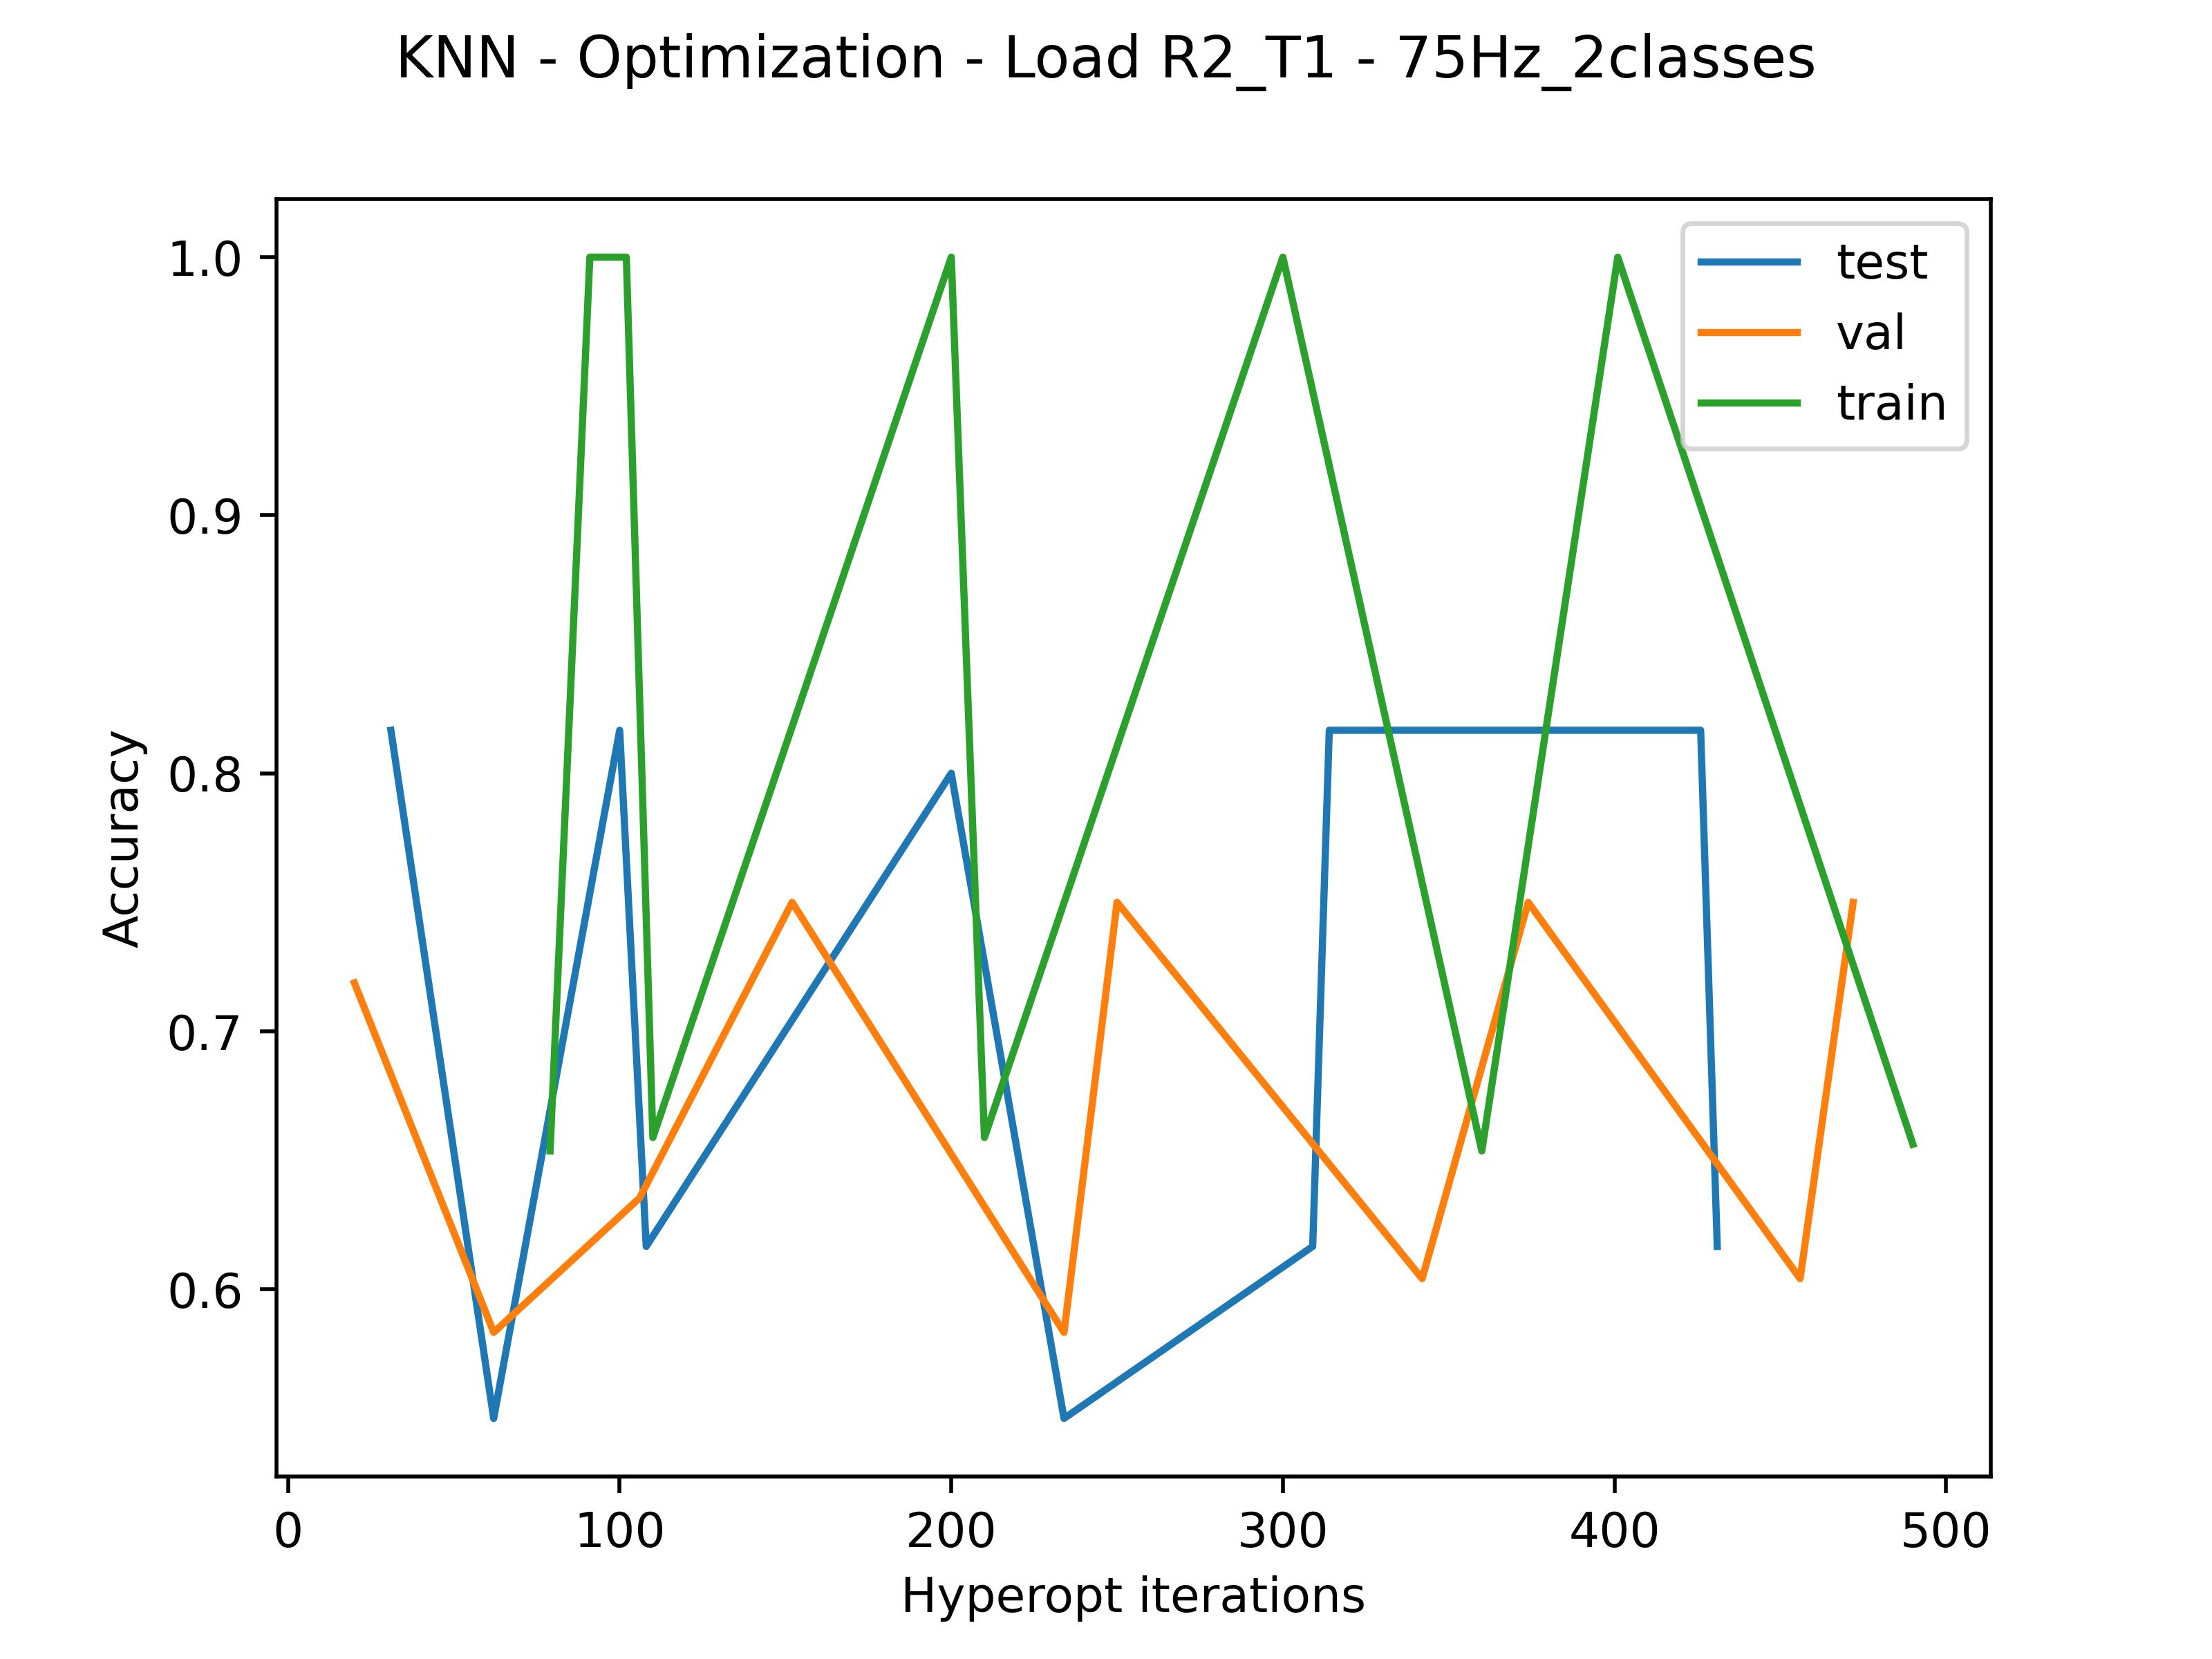 KNN - Optimization - Load R2_T1 - 75Hz_2classes
test
val
train
1.0
0.9
0.8
0.7
0.6
Accuracy
0 100 200 300 400 500
Hyperopt iterations